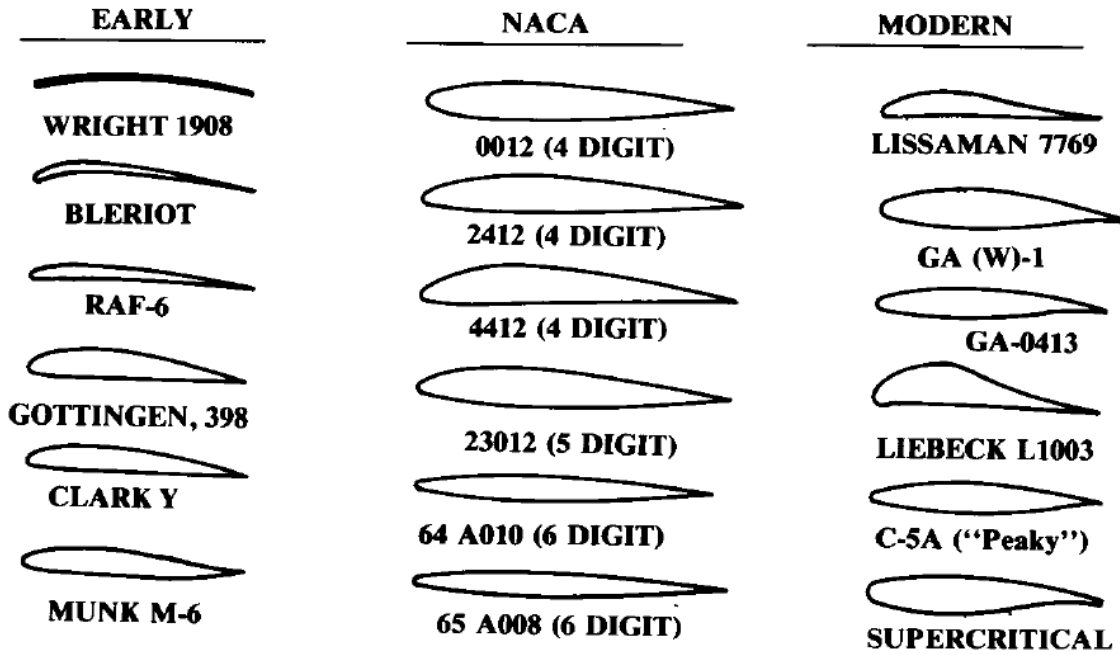 EARLY
WRIGHT 1908
BLERIOT
RAF-6
GOTTINGEN, 398
CLARK Y
MUNK M-6
NACA
0012 (4 DIGIT)
2412 (4 DIGIT)
4412 (4 DIGIT)
23012 (5 DIGIT)
64 A010 (6 DIGIT)
65 A008 (6 DIGIT)
MODERN
LISSAMAN 7769
GA (W)-1
GA-0413
LIEBECK L1003
C-5A (‘‘Peaky’’)
SUPERCRITICAL